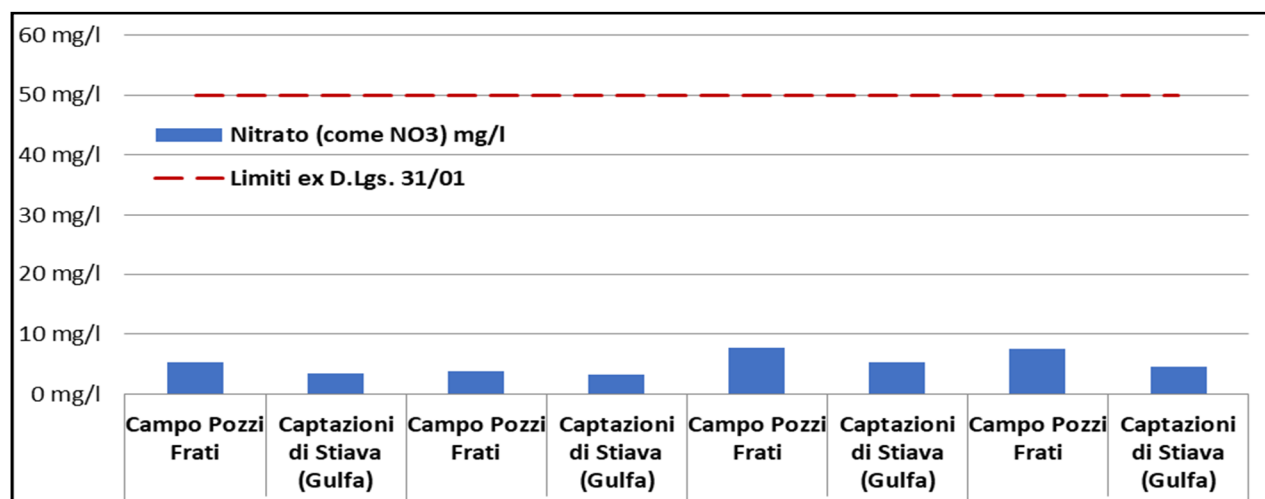 60 mg/l
50 mg/l
Nitrato (come NO3) mg/l
40 mg/l
Limiti ex D.Lgs. 31/01
30 mg/l
20 mg/l
10 mg/l
0 mg/l
Campo Pozzi
Frati
Captazioni
di Stiava
(Gulfa)
Campo Pozzi
Frati
Captazioni
di Stiava
(Gulfa)
Campo Pozzi
Frati
Captazioni
di Stiava
(Gulfa)
Campo Pozzi
Frati
Captazioni
di Stiava
(Gulfa)